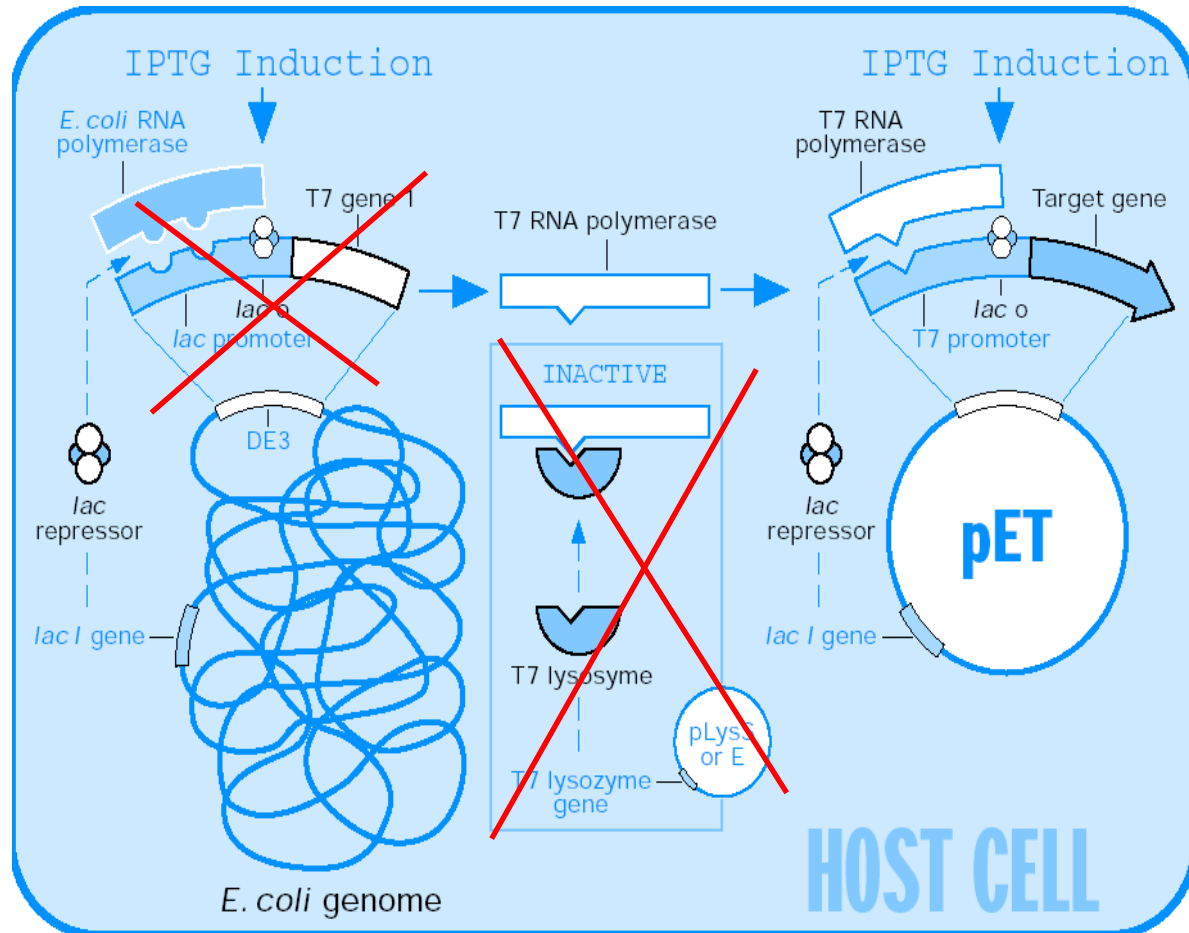 IPTG Induction
E. coli RNA
polymerase
T7 gene 1
lac o
lac promoter
DE3
lac
repressor
lac I gene
E. coli genome
T7 RNA polymerase
INACTIVE
T7 lysosyme
pLysS
or E
T7 lysozyme
gene
IPTG Induction
T7 RNA
polymerase
Target gene
lac o
T7 promoter
lac
repressor
lac I gene
pET
HOST CELL